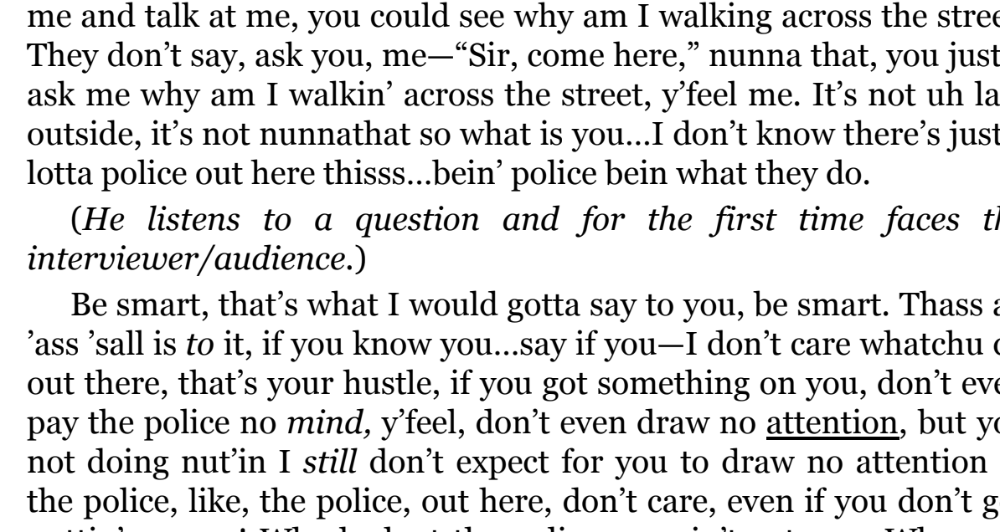 me and talk at me, you could see why am I walking across the
They don’t say, ask you, me—“Sir, come here,” nunna that, you just
ask me why am I walkin’ across the street, y’feel me. It’s not uh
outside, it’s not nunnathat so what is you...I don’t know there’s just
lotta police out here thisss...bein’ police bein what they do.
(He listens to a question and for the first time faces
interviewer/audience.)
Be smart, that’s what I would gotta say to you, be smart. Thass
’ass ’sall is to it, if you know you...say if you—I don’t care whatchu
out there, that’s your hustle, if you got something on you, don’t
pay the police no mind, y’feel, don’t even draw no attention, but
not doing nut’in I still don’t expect for you to draw no attention
the police, like, the police, out here, don’t care, even if you don’t